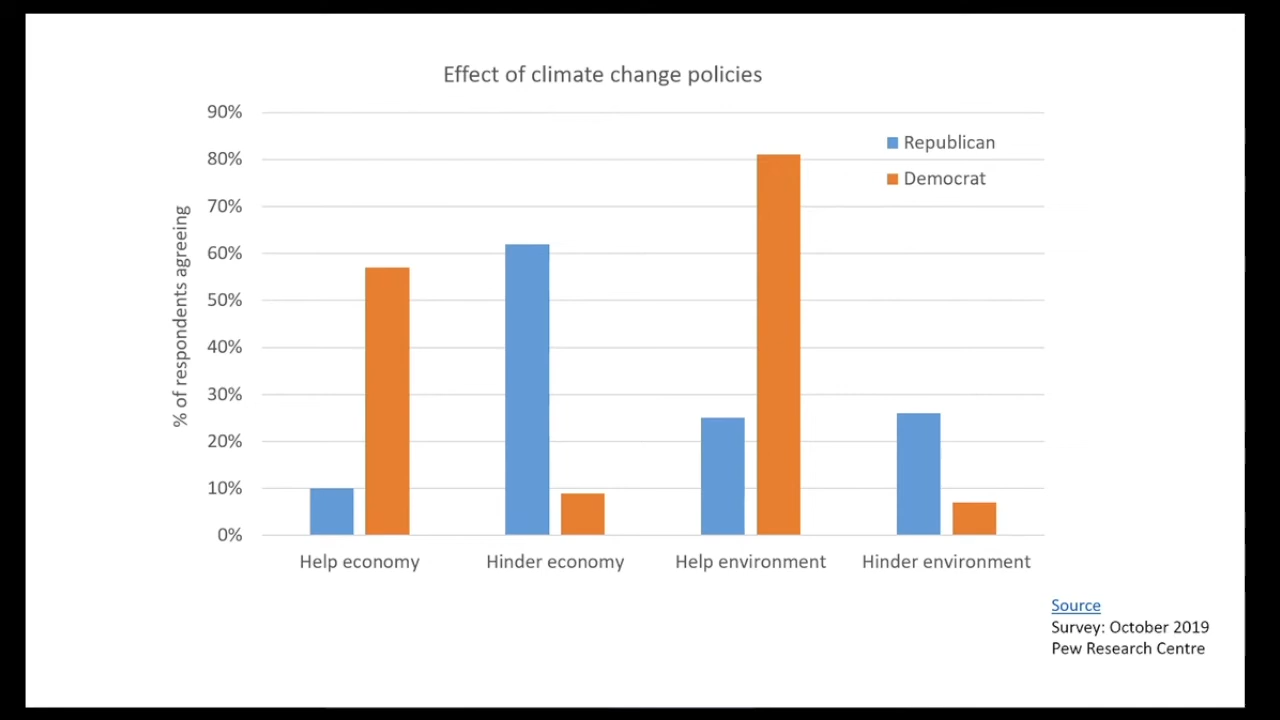 Effect of climate change policies
90%
80%
70%
60%
50%
40%
30%
20%
10%
0%
% of respondents agreeing
Republican
Democrat
Help economy
Hinder economy
Help environment
Hinder environment
Source
Survey: October 2019
Pew Research Centre